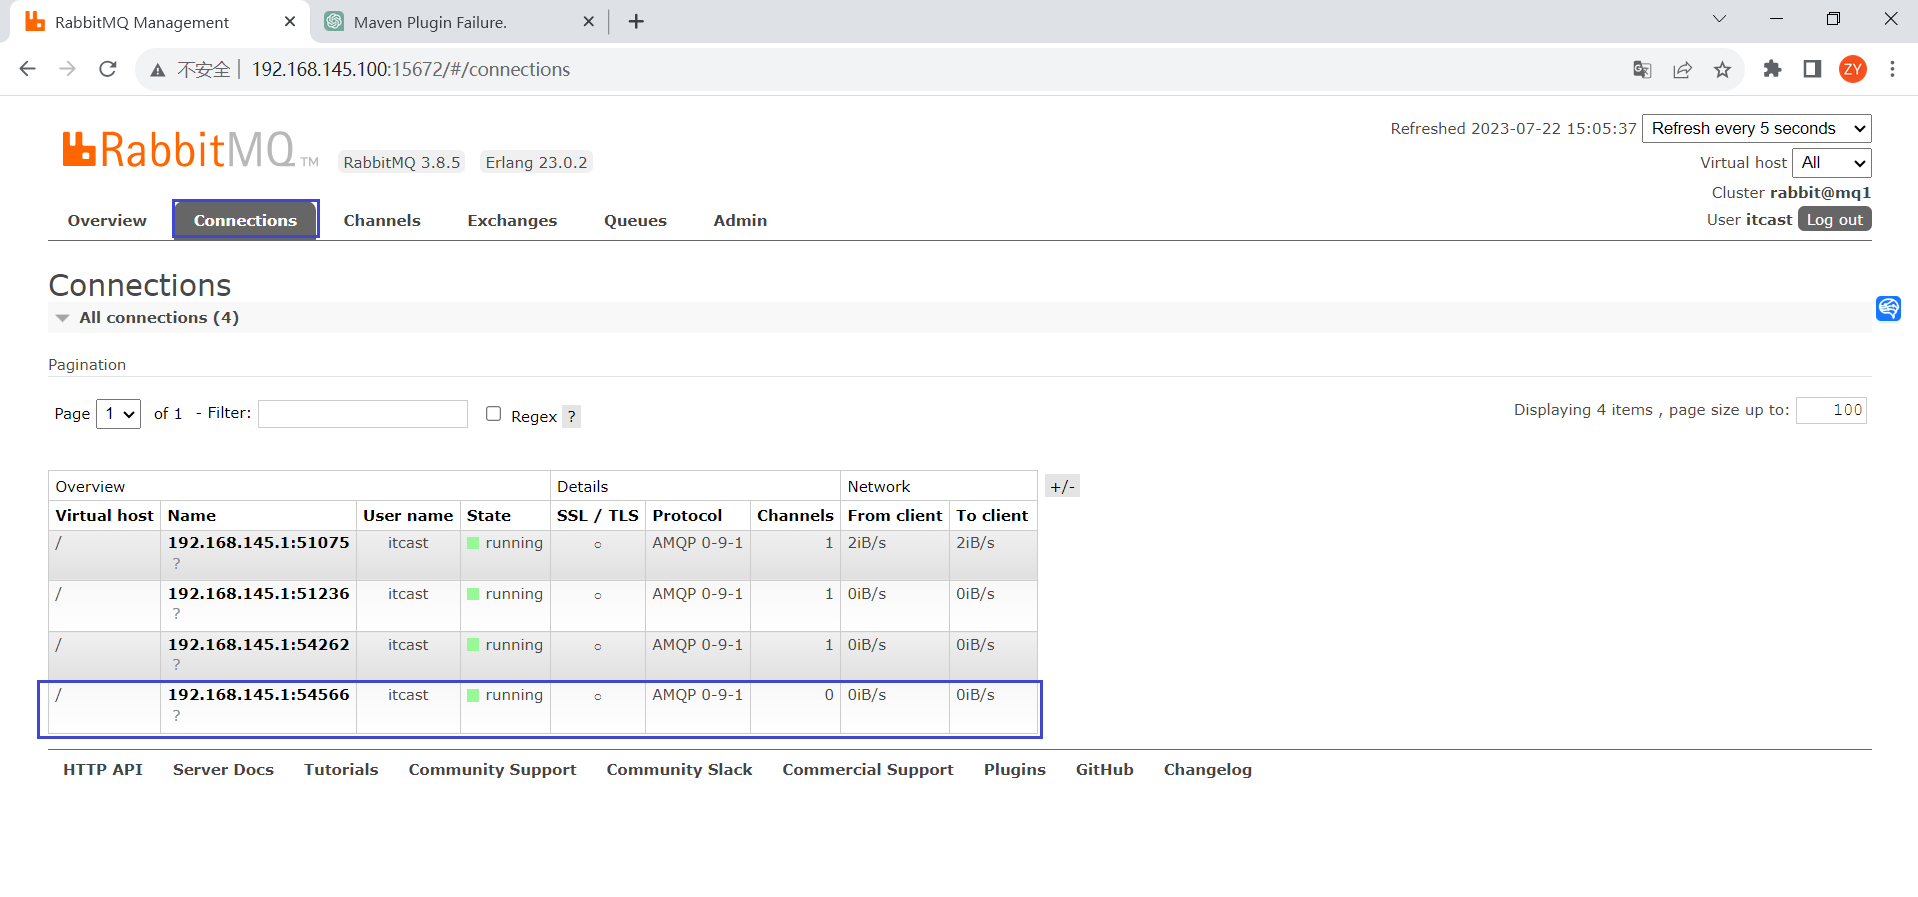 RabbitMQ Management
Maven Plugin Failure.
不安全 192.168.145.100:15672/#/connections
ZY
RabbitMQ TM RabbitMQ 3.8.5 Erlang 23.0.2
Refreshed 2023-07-22 15:05:37 Refresh every 5 seconds
Virtual host All
Cluster rabbit@mq1
User itcast Log out
Overview Connections Channels Exchanges Queues Admin
Connections
All connections (4)
Pagination
Page 1 of 1 - Filter: Regex ? Displaying 4 items , page size up to: 100
Overview Details Network +/-
Virtual host Name User name State SSL / TLS Protocol Channels From client To client
/ 192.168.145.1:51075 itcast running ○ AMQP 0-9-1 1 2iB/s 2iB/s
?
/ 192.168.145.1:51236 itcast running ○ AMQP 0-9-1 1 0iB/s 0iB/s
?
/ 192.168.145.1:54262 itcast running ○ AMQP 0-9-1 1 0iB/s 0iB/s
?
/ 192.168.145.1:54566 itcast running ○ AMQP 0-9-1 0 0iB/s 0iB/s
?
HTTP API Server Docs Tutorials Community Support Community Slack Commercial Support Plugins GitHub Changelog